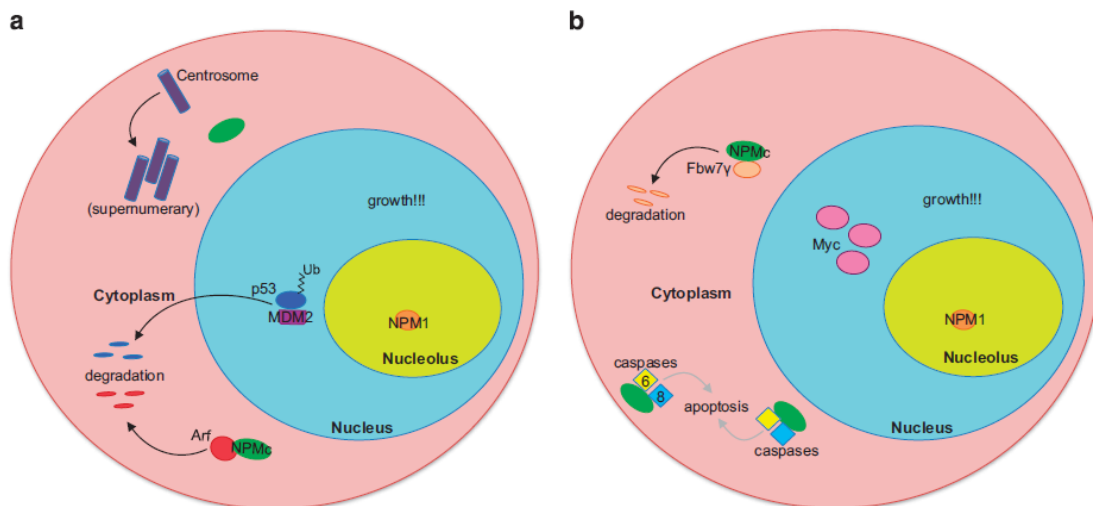 a
Centrosome
(supernumerary)
growth!!!
Ub
p53
MDM2
Cytoplasm
NPM1
Nucleolus
degradation
Arf
NPMc
Nucleus
b
NPMc
Fbw7γ
degradation
growth!!!
Myc
Cytoplasm
NPM1
Nucleolus
caspases
6
8
apoptosis
caspases
Nucleus